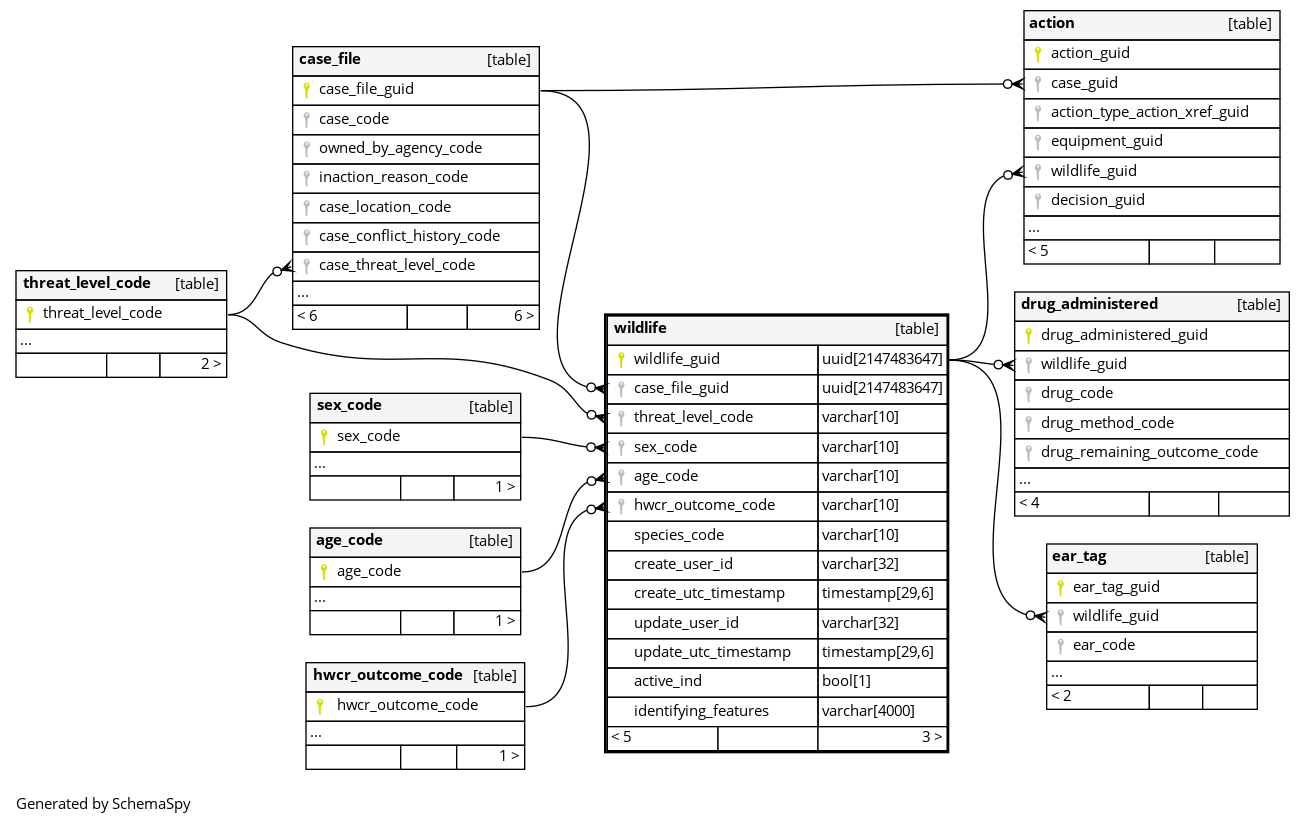 case_file [table]
case_file_guid
case_code
owned_by_agency_code
inaction_reason_code
case_location_code
case_conflict_history_code
case_threat_level_code
...
< 6 6 >
threat_level_code [table]
threat_level_code
...
2 >
sex_code [table]
sex_code
...
1 >
age_code [table]
age_code
...
1 >
hwcr_outcome_code [table]
hwcr_outcome_code
...
1 >
wildlife [table]
wildlife_guid uuid[2147483647]
case_file_guid uuid[2147483647]
threat_level_code varchar[10]
sex_code varchar[10]
age_code varchar[10]
hwcr_outcome_code varchar[10]
species_code varchar[10]
create_user_id varchar[32]
create_utc_timestamp timestamp[29,6]
update_user_id varchar[32]
update_utc_timestamp timestamp[29,6]
active_ind bool[1]
identifying_features varchar[4000]
< 5 3 >
action [table]
action_guid
case_guid
action_type_action_xref_guid
equipment_guid
wildlife_guid
decision_guid
...
< 5
drug_administered [table]
drug_administered_guid
wildlife_guid
drug_code
drug_method_code
drug_remaining_outcome_code
...
< 4
ear_tag [table]
ear_tag_guid
wildlife_guid
ear_code
...
< 2
Generated by SchemaSpy